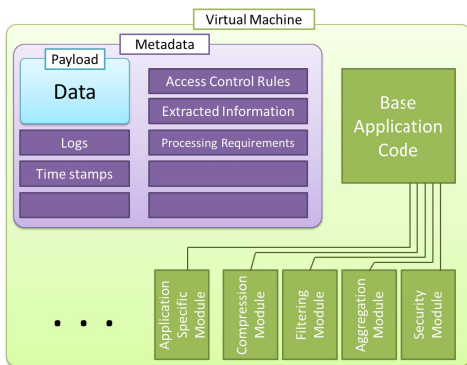 Virtual Machine
Metadata
Payload
Data
Logs
Time stamps
Access Control Rules
Extracted Information
Processing Requirements
Base
Application
Code
• • •
Application
Specific
Module
Compression
Module
Filtering
Module
Aggregation
Module
Security
Module